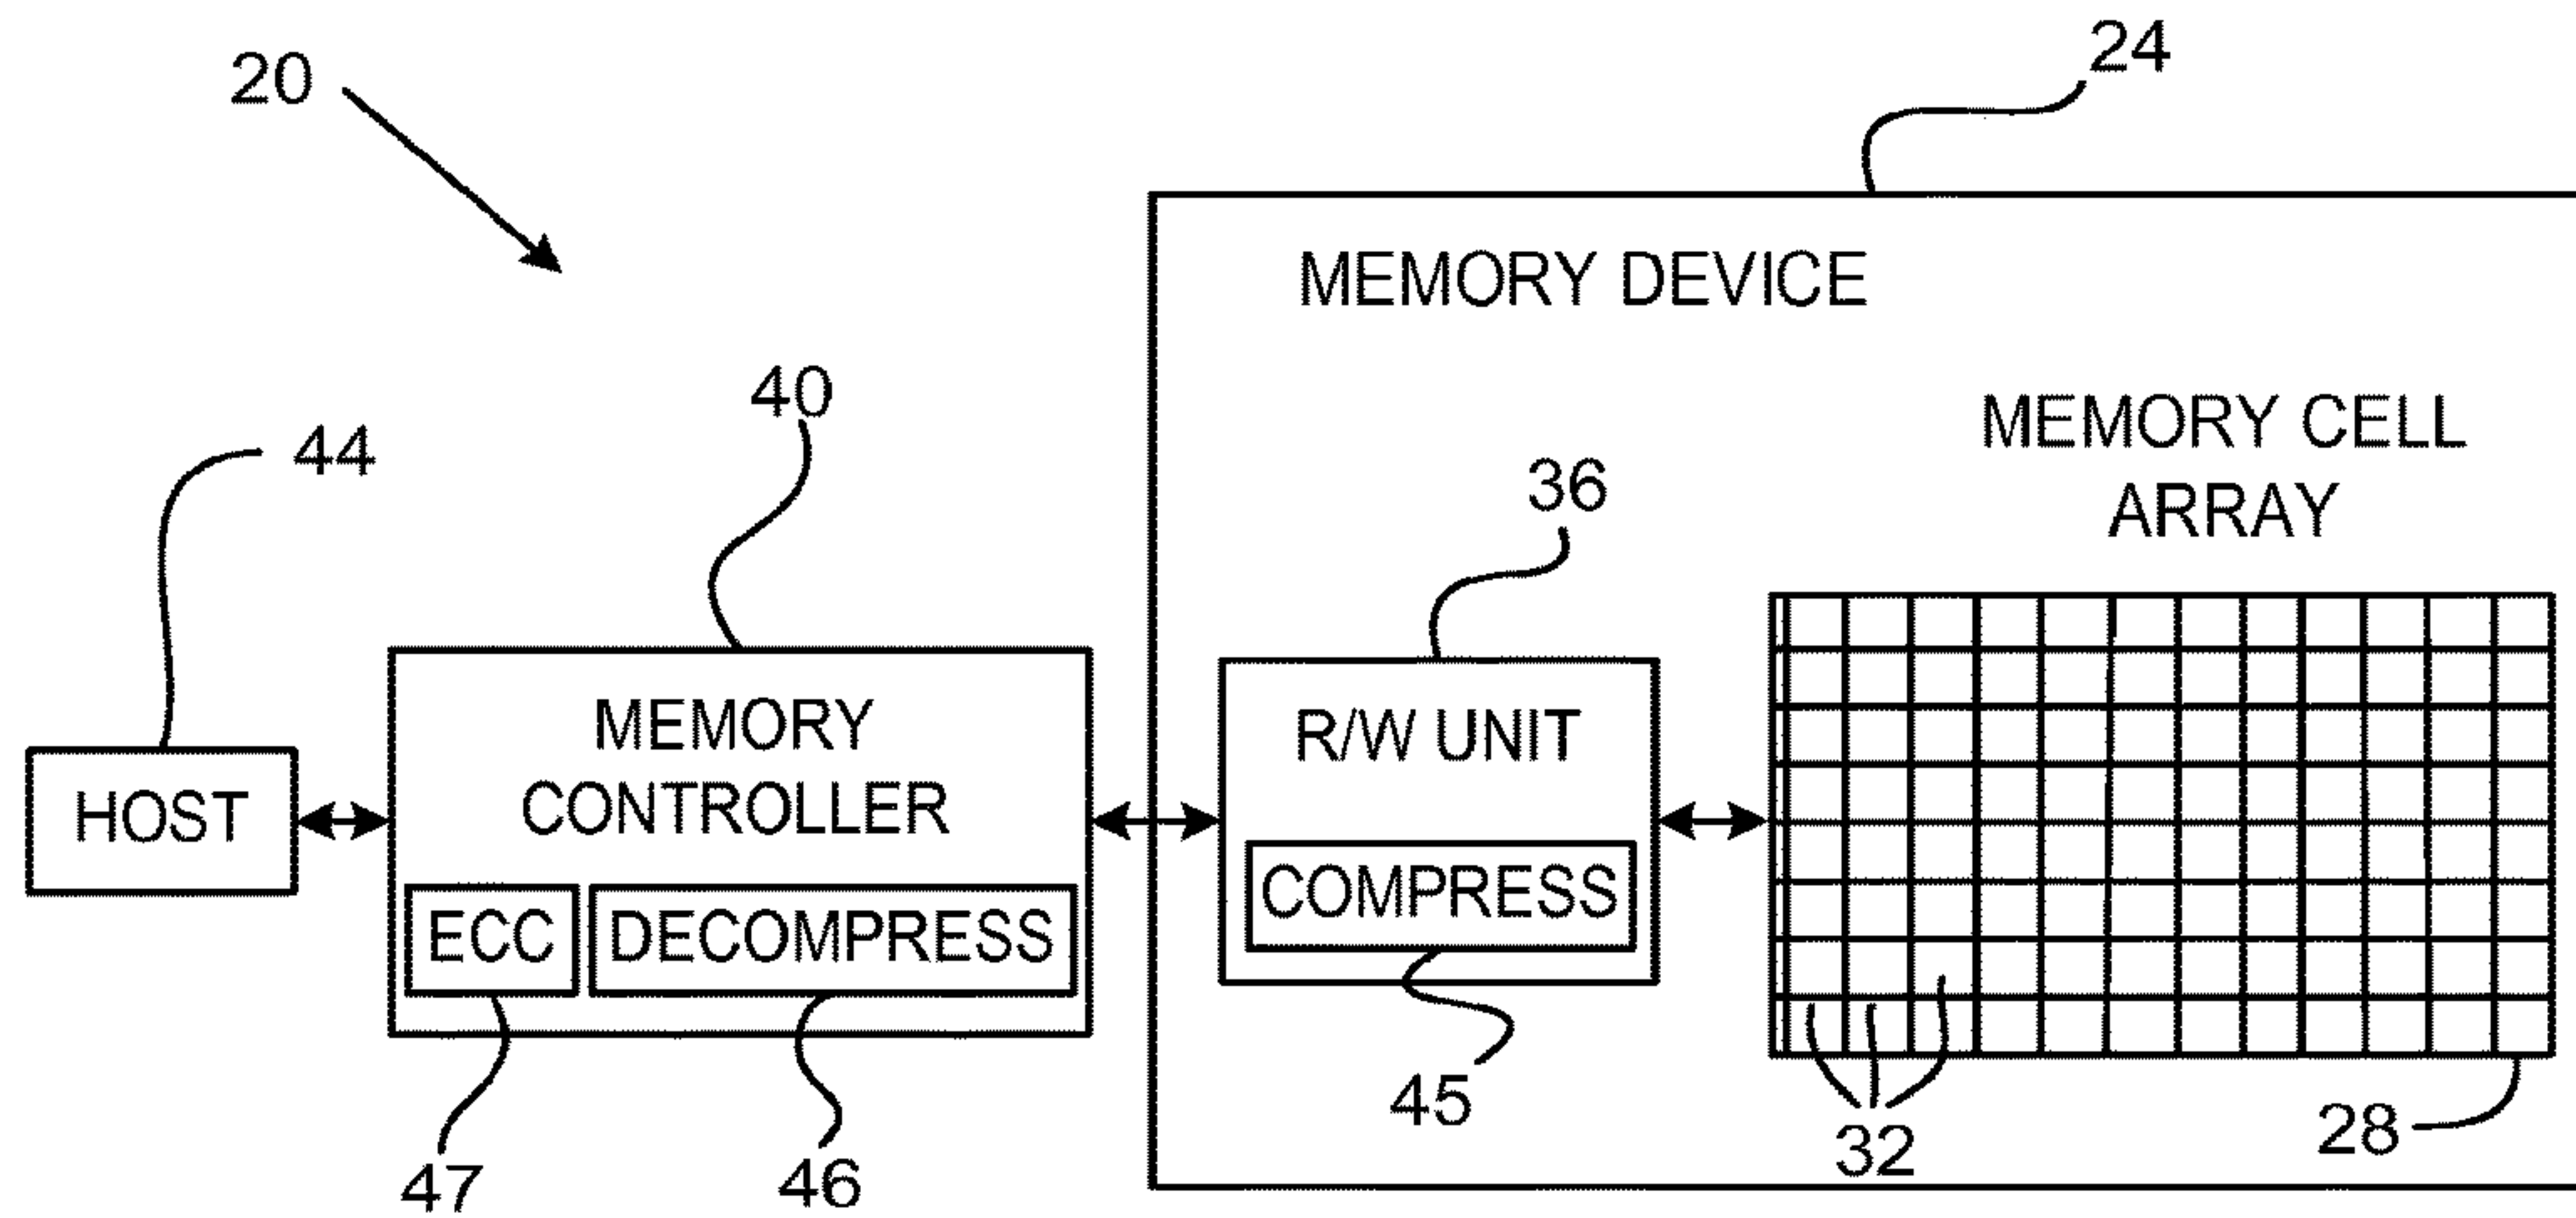 20
24
MEMORY DEVICE
40
MEMORY CELL
ARRAY
44
36
MEMORY
CONTROLLER
R/W UNIT
HOST
COMPRESS
ECC
DECOMPRESS
45
32
28
47
46